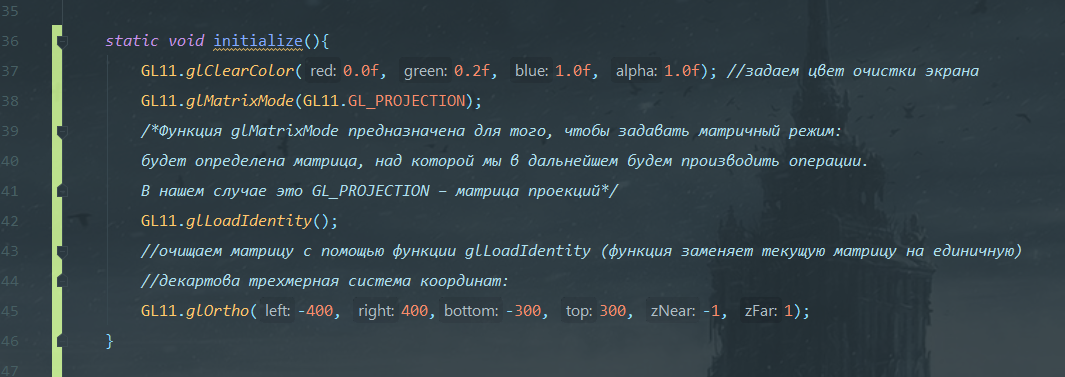 35
36 static void initialize(){
37 GL11.glClearColor( red: 0.0f, green: 0.2f, blue: 1.0f, alpha: 1.0f); //задаем цвет очистки экрана
38 GL11.glMatrixMode(GL11.GL_PROJECTION);
39 /*Функция glMatrixMode предназначена для того, чтобы задавать матричный режим:
40 будет определена матрица, над которой мы в дальнейшем будем производить операции.
41 В нашем случае это GL_PROJECTION – матрица проекций*/
42 GL11.glLoadIdentity();
43 //очищаем матрицу с помощью функции glLoadIdentity (функция заменяет текущую матрицу на единичную)
44 //декартова трехмерная система координат:
45 GL11.glOrtho( left: -400, right: 400, bottom: -300, top: 300, zNear: -1, zFar: 1);
46 }
47